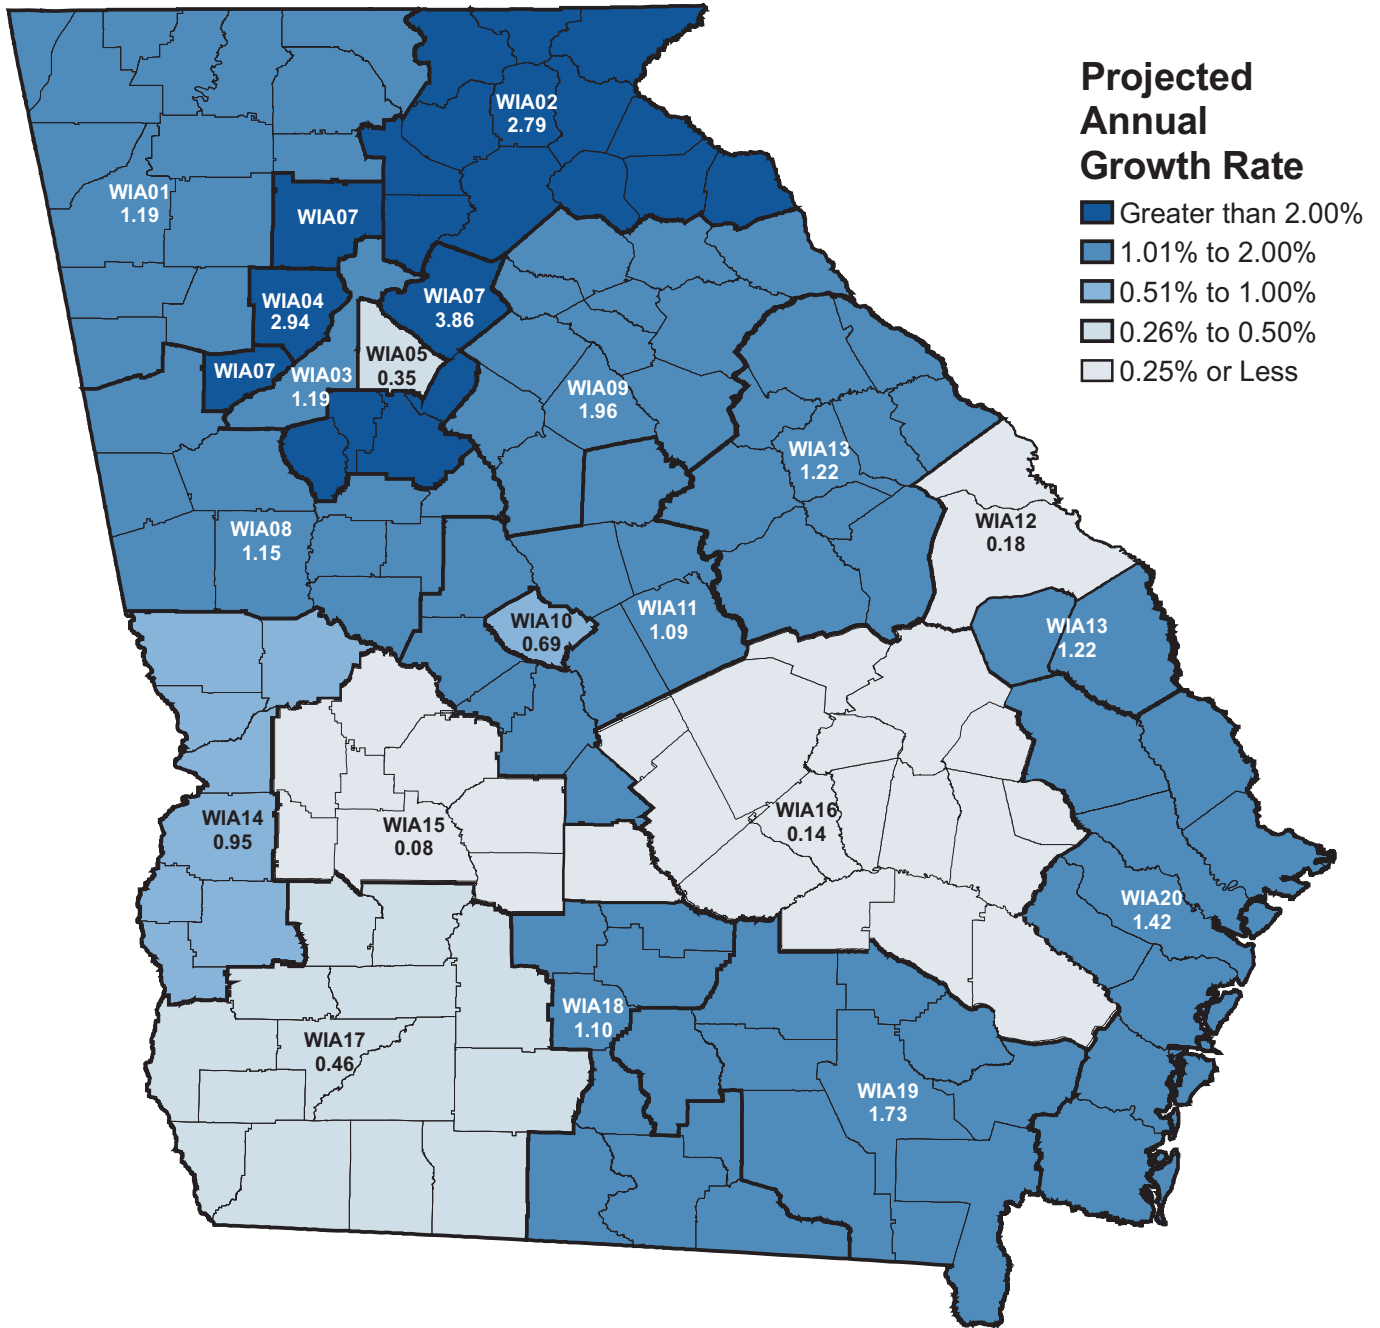 Projected
Annual
Growth Rate
Greater than 2.00%
1.01% to 2.00%
0.51% to 1.00%
0.26% to 0.50%
0.25% or Less
WIA02
2.79
WIA01
1.19
WIA07
WIA04
2.94
WIA07
3.86
WIA05
0.35
WIA07
WIA03
1.19
WIA09
1.96
WIA13
1.22
WIA12
0.18
WIA08
1.15
WIA10
0.69
WIA11
1.09
WIA13
1.22
WIA14
0.95
WIA15
0.08
WIA16
0.14
WIA20
1.42
WIA18
1.10
WIA17
0.46
WIA19
1.73